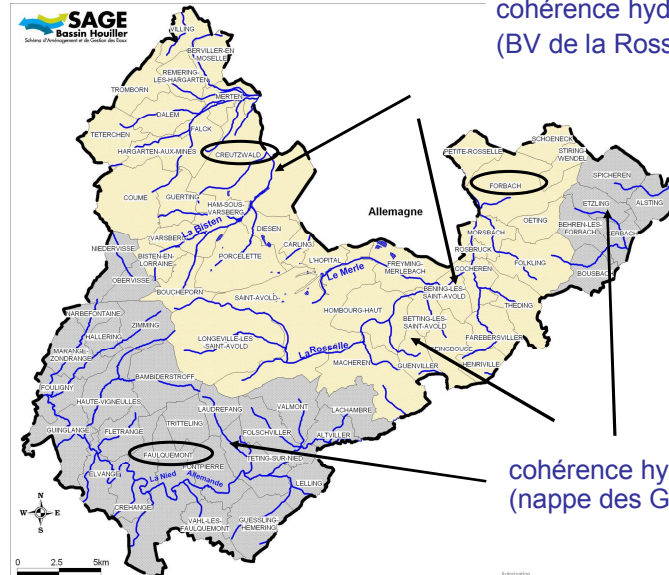 SAGE
Bassin Houiller
Schéma d'Aménagement et de Gestion des Eaux
cohérence hyd
(BV de la Ross
VILLING
BERVILLER-EN
MOSELLE
REMERING-
LES-HARGARTEN
TROMBORN
MERTEN
DALEM
FALCK
TETERCHEN
HARGARTEN-AUX-MINES
CREUTZWALD
SCHOENECK
PETITE-ROSSELLE
STIRING-
WENDEL
SPICHEREN
FORBACH
ETZLING
ALSTING
COUME
GUERTING
HAM-SOUS-
VARSBERG
Allemagne
OETING
BEHREN-LES-
FORBACH
KERBACH
La Bisten
DIESEN
MORSBACH
VARSBERG
ROSBRUCK
NIEDERVISSE
BISTEN-EN-
LORRAINE
PORCELETTE
CARLING
L'HOPITAL
FREYMING-
MERLEBACH
COCHEREN
FOLKLING
BOUSBACH
OBERVISSE
Le Merle
BOUCHEPORN
SAINT-AVOLD
BENING-LES-
SAINT-AVOLD
THEDING
NARBEFONTAINE
ZIMMING
HOMBOURG-HAUT
BETTING-LES-
SAINT-AVOLD
HALLERING
FAREBERSVILLER
LONGEVILLE-LES
-SAINT-AVOLD
La Rosselle
MARANGE-
ZONDRANGE
MACHEREN
GUENVILLER
HENRIVILLE
BAMBIDERSTROFF
FOULIGNY
HAUTE-VIGNEULLES
LAUDREFANG
VALMONT
LACHAMBRE
TRITTELING
FOLSCHVILLER
GUINGLANGE
FLETRANGE
ALTVILLER
FAULQUEMONT
TETING-SUR-NIED
PONTPIERRE
ELVANGE
La Nied Allemande
LELLING
cohérence hy
(nappe des G
CREHANGE
VAHL-LES-
FAULQUEMONT
GUESSLING-
HEMERING
N
W E
S
0 2.5 5km